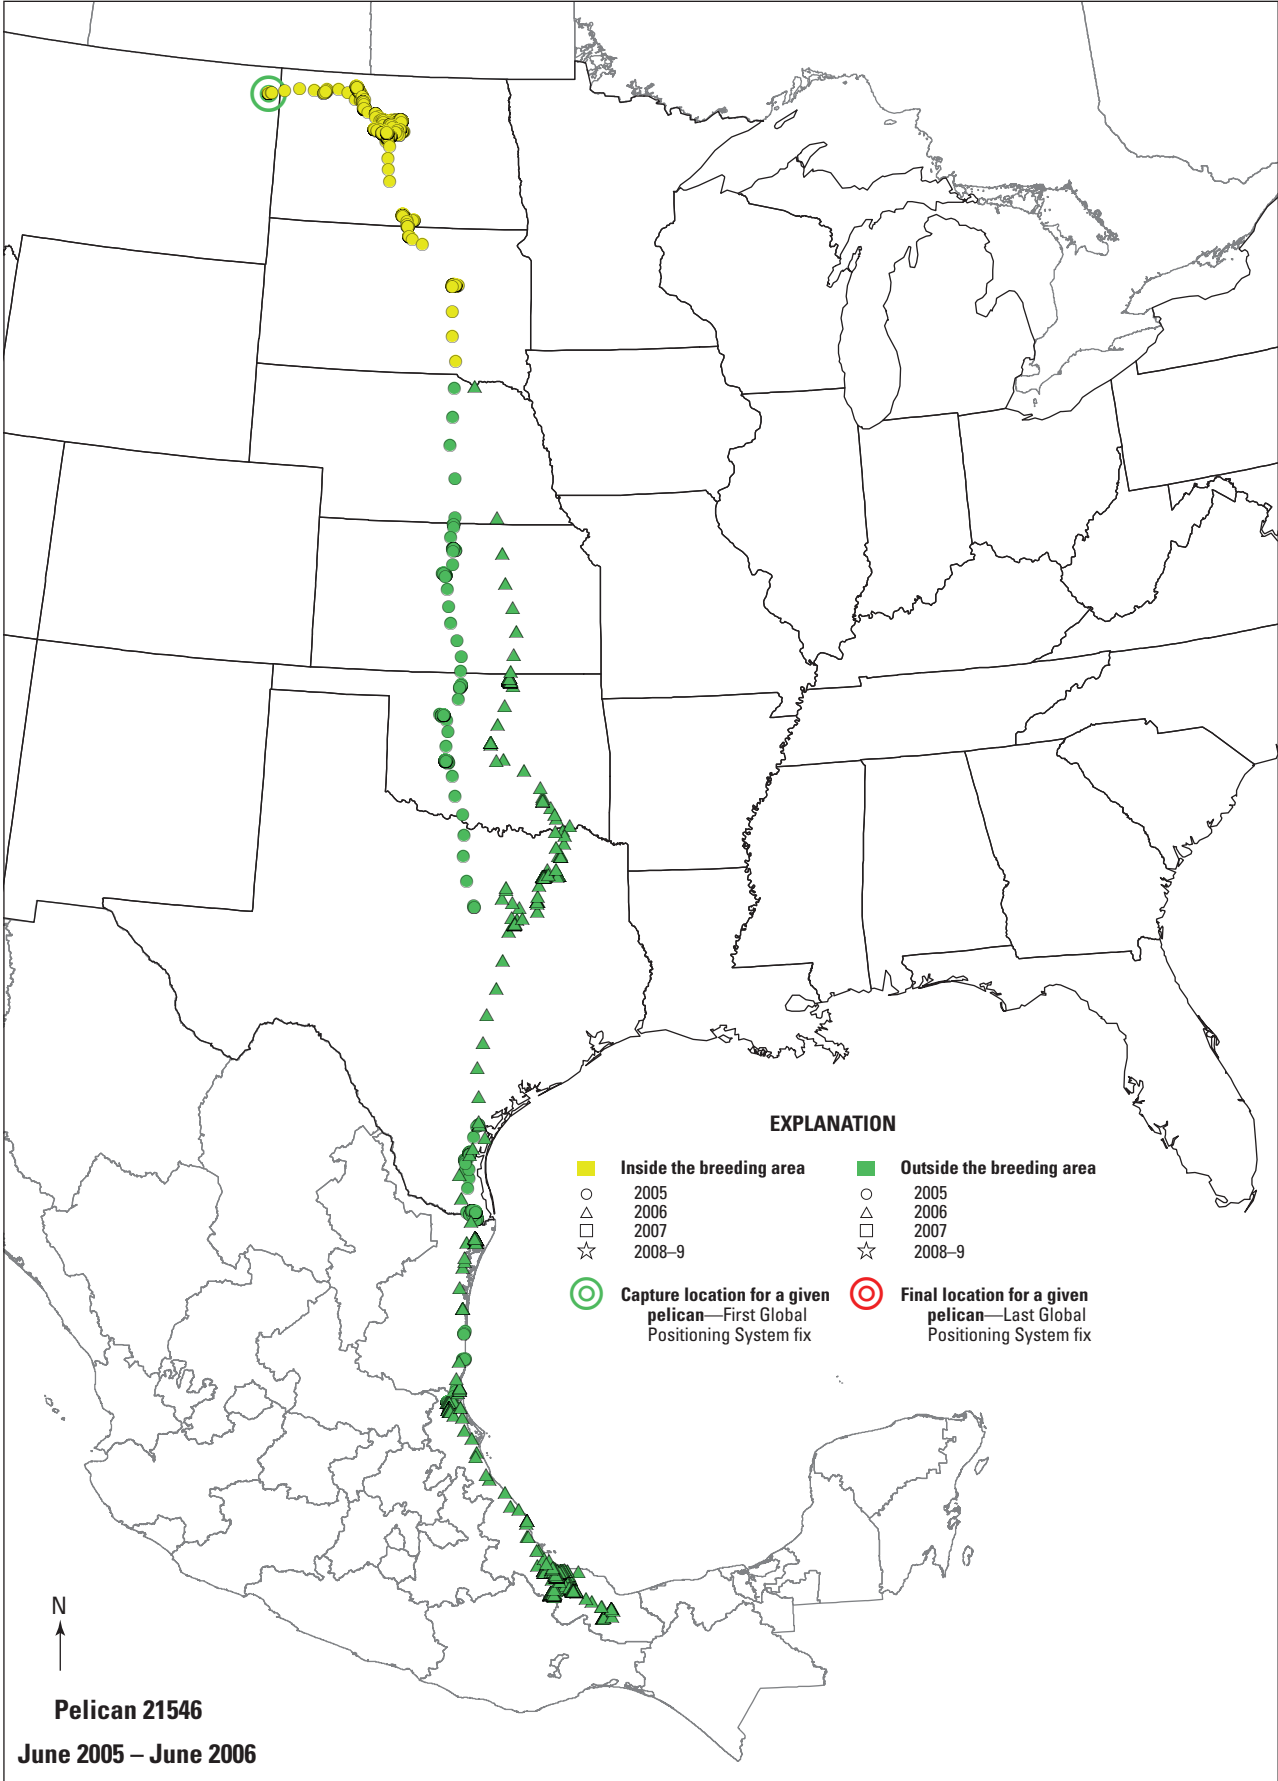 EXPLANATION
Inside the breeding area
2005
2006
2007
2008–9
Capture location for a given
pelican—First Global
Positioning System fix
Outside the breeding area
2005
2006
2007
2008–9
Final location for a given
pelican—Last Global
Positioning System fix
N
Pelican 21546
June 2005 – June 2006